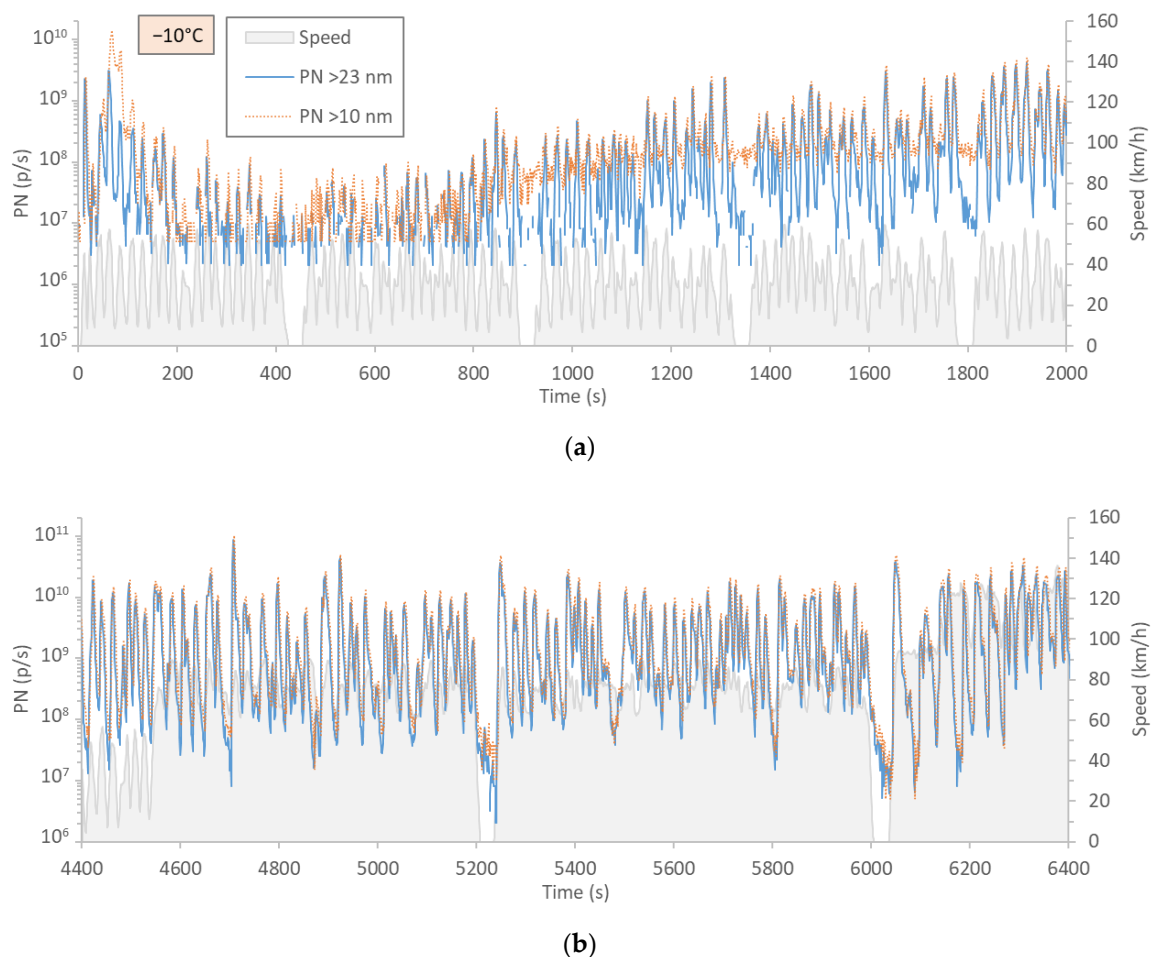 −10°C
Speed
PN >23 nm
PN >10 nm
PN (p/s)
10¹⁰
10⁹
10⁸
10⁷
10⁶
10⁵
160
140
120
100
80
60
40
20
0
Speed (km/h)
0 200 400 600 800 1000 1200 1400 1600 1800 2000
Time (s)
(a)
PN (p/s)
10¹¹
10¹⁰
10⁹
10⁸
10⁷
10⁶
160
140
120
100
80
60
40
20
0
Speed (km/h)
4400 4600 4800 5000 5200 5400 5600 5800 6000 6200 6400
Time (s)
(b)